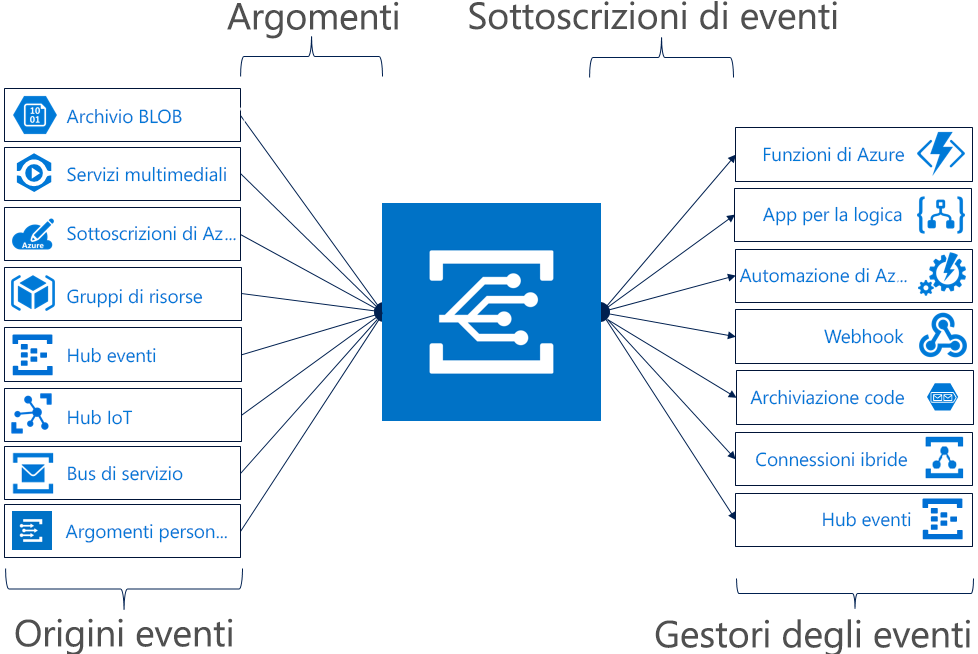 Argomenti
Sottoscrizioni di eventi
10
01
Archivio BLOB
Servizi multimediali
Azure
Sottoscrizioni di Az...
Gruppi di risorse
Hub eventi
Hub IoT
Bus di servizio
Argomenti person...
Origini eventi
Funzioni di Azure
App per la logica
Automazione di Az...
Webhook
Archiviazione code
Connessioni ibride
Hub eventi
Gestori degli eventi